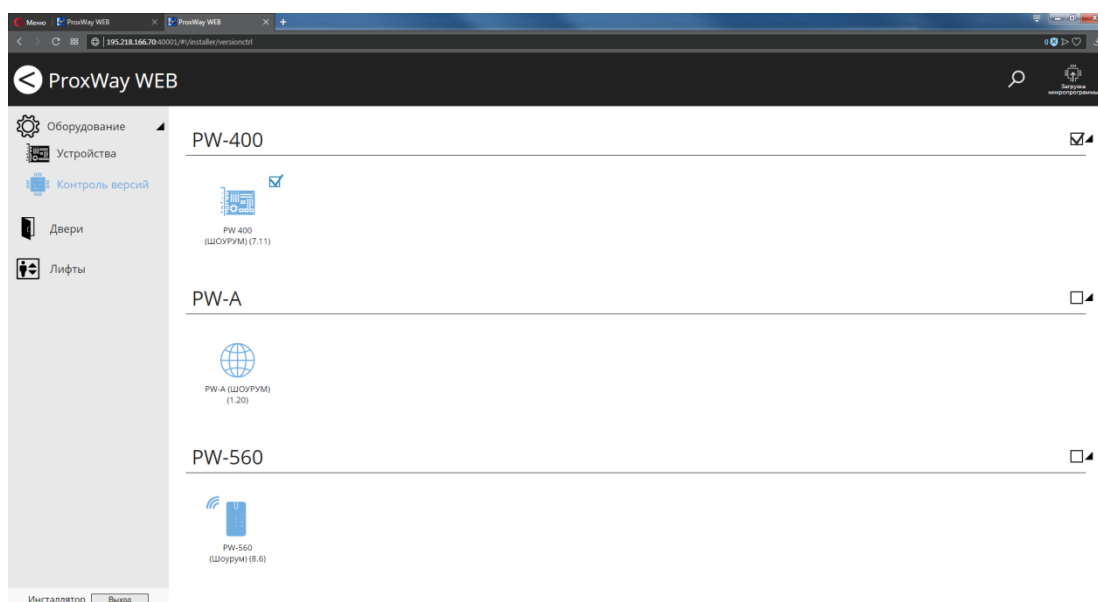 Меню
ProxWay WEB
ProxWay WEB
195.218.166.70:40001/#!/installer/versionctrl
0
ProxWay WEB
Загрузка
микропрограммы
Оборудование
Устройства
Контроль версий
Двери
Лифты
PW-400
PW 400
(ШОУРУМ) (7.11)
PW-A
PW-A (ШОУРУМ)
(1.20)
PW-560
PW-560
(Шоурум) (8.6)
Инсталлятор Выход